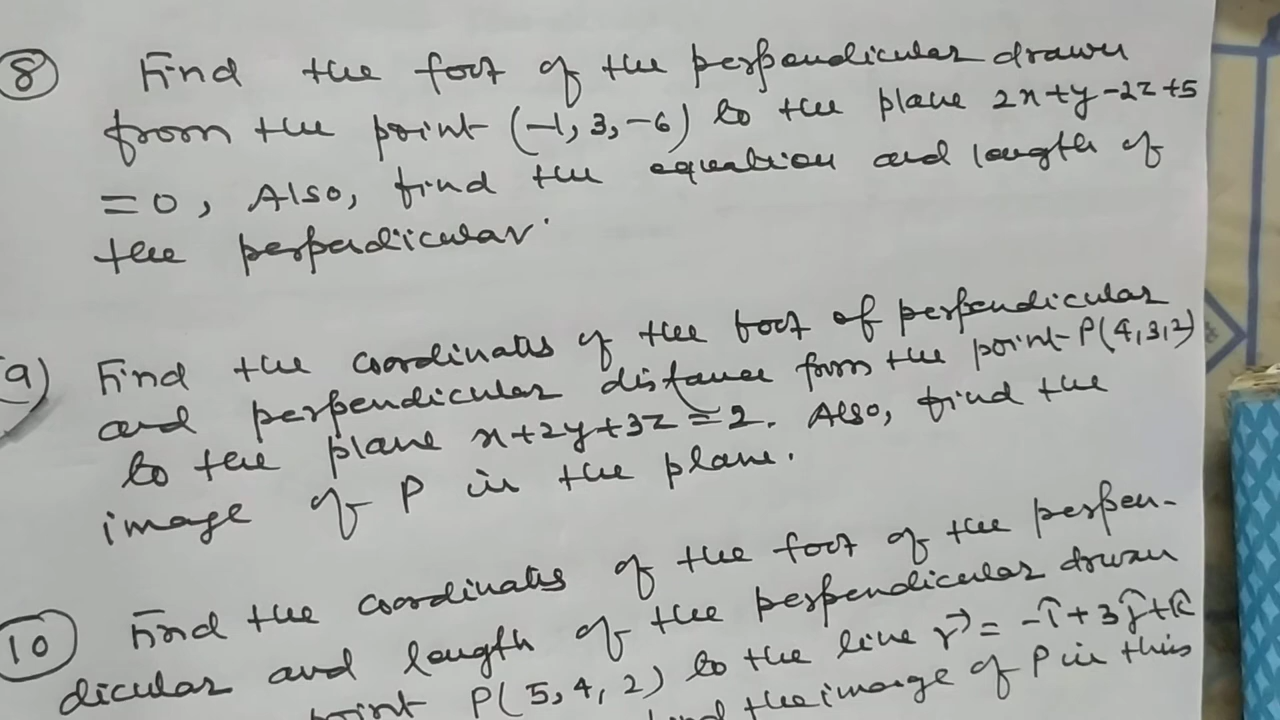 8 Find the foot of the perpendicular drawn
from the point (-1, 3, -6) to the plane 2x+y-2z+5
=0, Also, find the equation and length of
the perpedicular.
9) Find the coordinates of the foot of perpendicular
and perpendicular distance from the point P(4,3,2)
to the plane x+2y+3z=2. Also, find the
image of P in the plane.
10 Find the coordinates of the foot of the perpen-
dicular and length of the perpendicular drawn
point P(5, 4, 2) to the line r⃗ = -î+3ĵ+k̂
find the image of P in this